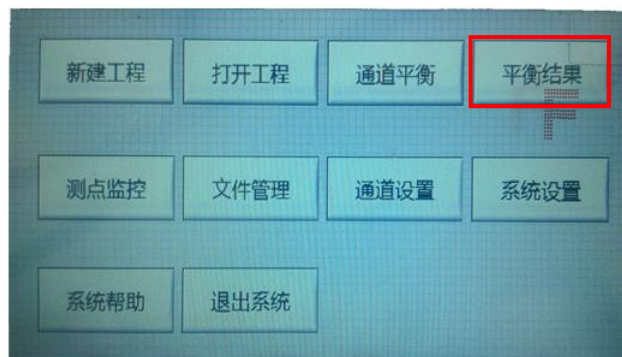 新建工程 打开工程 通道平衡 平衡结果
测点监控 文件管理 通道设置 系统设置
系统帮助 退出系统